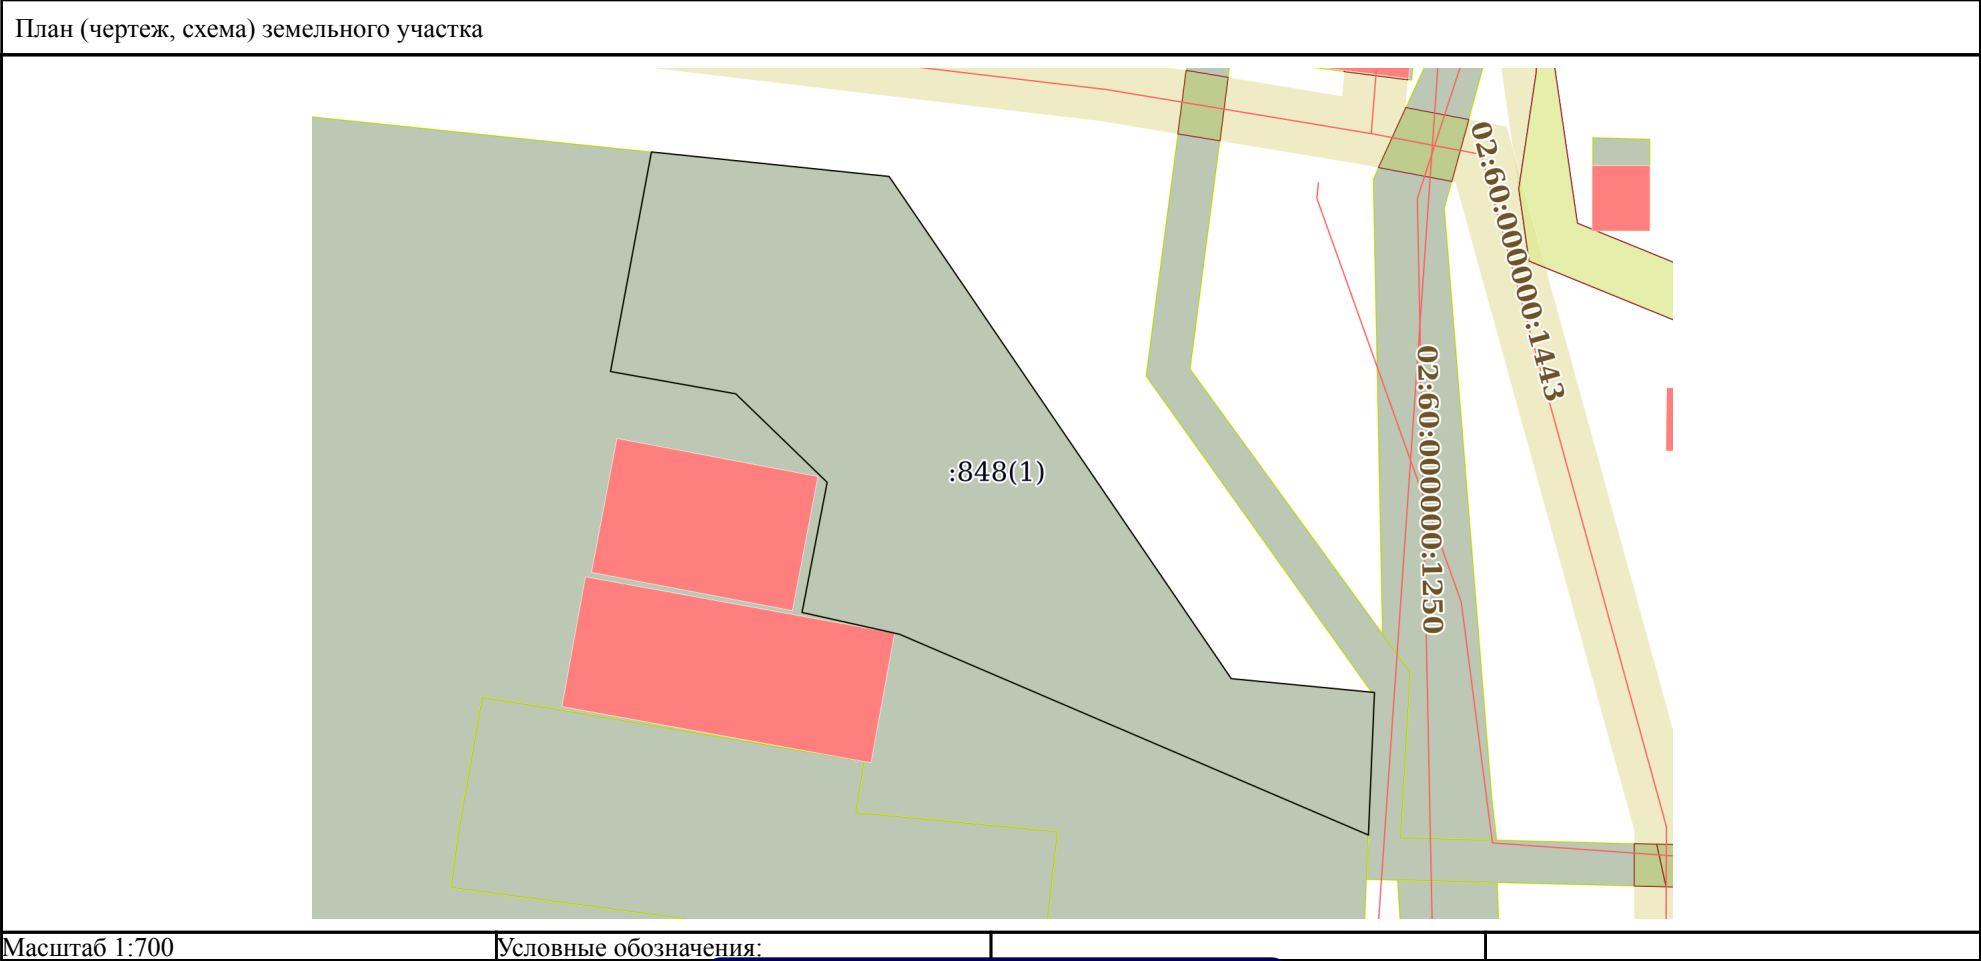 План (чертеж, схема) земельного участка
02:60:000000:1443
02:60:000000:1250
:848(1)
Масштаб 1:700
Условные обозначения: